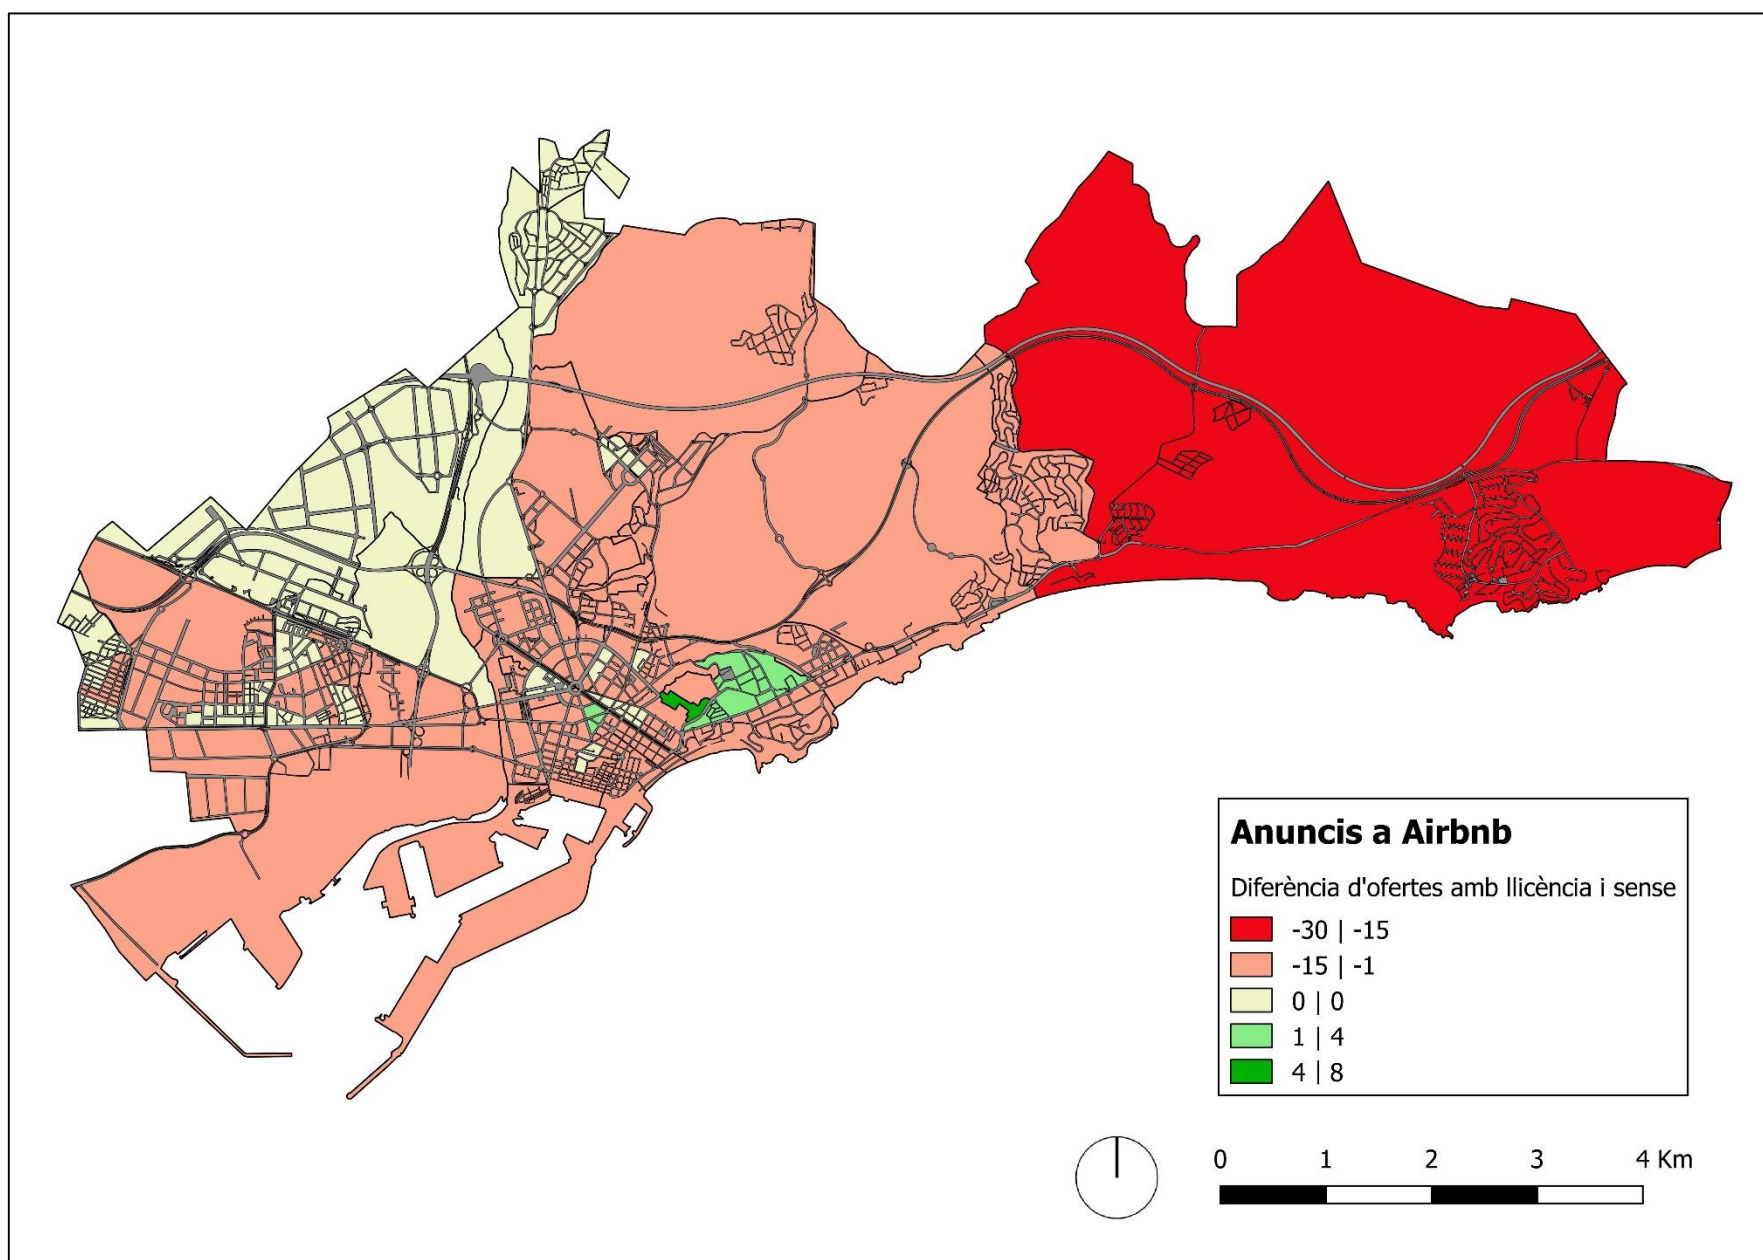 Anuncis a Airbnb
Diferència d'ofertes amb llicència i sense
-30 | -15
-15 | -1
0 | 0
1 | 4
4 | 8
0 1 2 3 4 Km